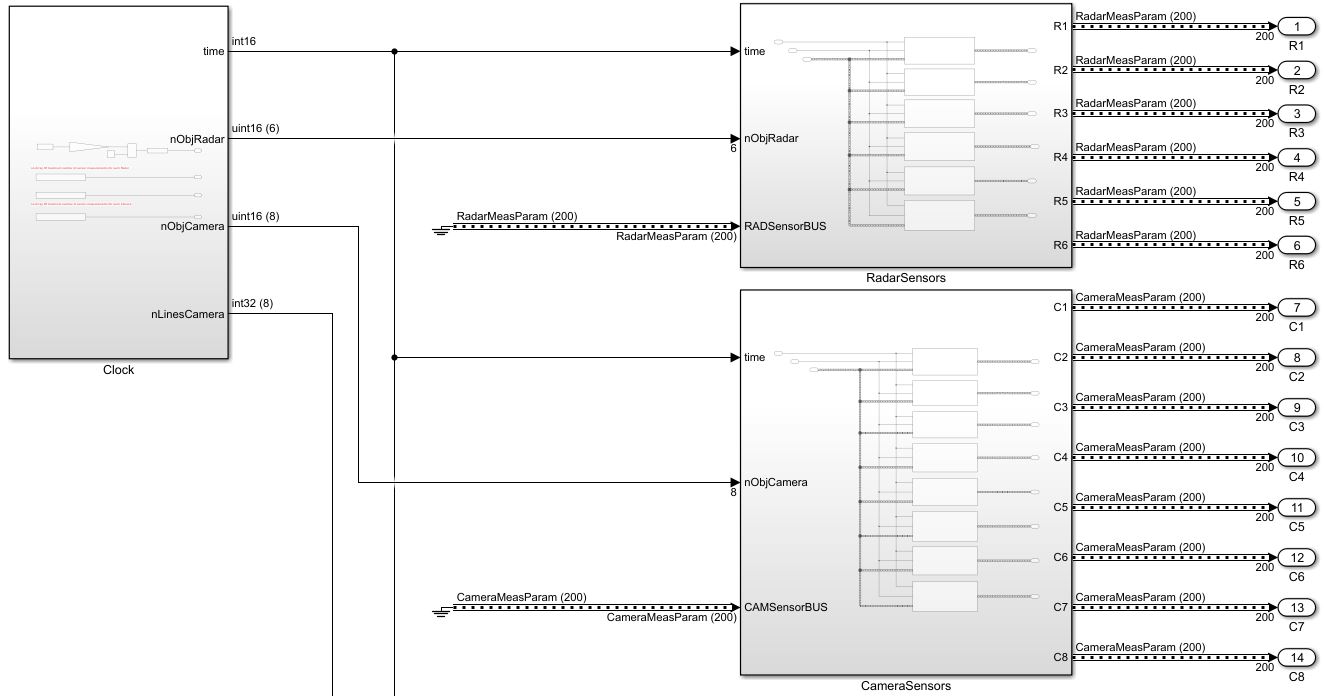 time
int16
nObjRadar
uint16 (6)
nObjCamera
uint16 (8)
nLinesCamera
int32 (8)
Clock
time
nObjRadar
6
RadarMeasParam (200)
RadarMeasParam (200)
RADSensorBUS
RadarSensors
R1
RadarMeasParam (200)
200
1
R1
R2
RadarMeasParam (200)
200
2
R2
R3
RadarMeasParam (200)
200
3
R3
R4
RadarMeasParam (200)
200
4
R4
R5
RadarMeasParam (200)
200
5
R5
R6
RadarMeasParam (200)
200
6
R6
time
nObjCamera
8
CameraMeasParam (200)
CameraMeasParam (200)
CAMSensorBUS
CameraSensors
C1
CameraMeasParam (200)
200
7
C1
C2
CameraMeasParam (200)
200
8
C2
C3
CameraMeasParam (200)
200
9
C3
C4
CameraMeasParam (200)
200
10
C4
C5
CameraMeasParam (200)
200
11
C5
C6
CameraMeasParam (200)
200
12
C6
C7
CameraMeasParam (200)
200
13
C7
C8
CameraMeasParam (200)
200
14
C8